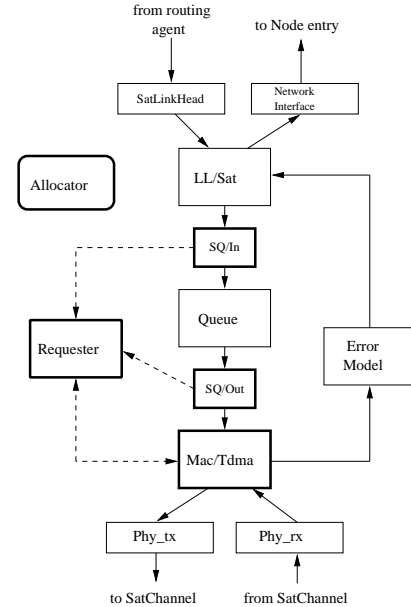 from routing
agent
to Node entry
SatLinkHead
Network
Interface
Allocator
LL/Sat
SQ/In
Queue
Requester
Error
Model
SQ/Out
Mac/Tdma
Phy_tx
Phy_rx
to SatChannel
from SatChannel